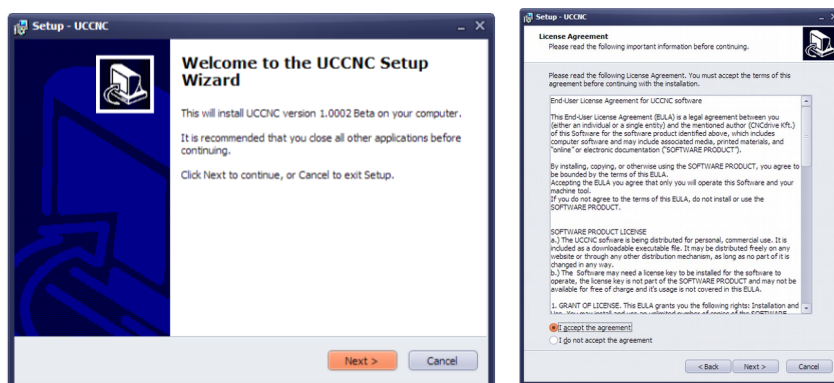 Setup - UCCNC
Welcome to the UCCNC Setup
Wizard
This will install UCCNC version 1.0002 Beta on your computer.
It is recommended that you close all other applications before
continuing.
Click Next to continue, or Cancel to exit Setup.
Next >
Cancel
Setup - UCCNC
License Agreement
Please read the following important information before continuing.
Please read the following License Agreement. You must accept the terms of this
agreement before continuing with the installation.
End-User License Agreement for UCCNC software
This End-User License Agreement (EULA) is a legal agreement between you
(either an individual or a single entity) and the mentioned author (CNCdrive Kft.)
of this Software for the software product identified above, which includes
computer software and may include associated media, printed materials, and
"online" or electronic documentation ("SOFTWARE PRODUCT").
By installing, copying, or otherwise using the SOFTWARE PRODUCT, you agree to
be bounded by the terms of this EULA.
Accepting the EULA you agree that only you will operate this Software and your
machine tool.
If you do not agree to the terms of this EULA, do not install or use the
SOFTWARE PRODUCT.
SOFTWARE PRODUCT LICENSE
a.) The UCCNC sofware is being distributed for personal, commercial use. It is
included as a downloadable executable file. It may be distributed freely on any
website or through any other distribution mechanism, as long as no part of it is
changed in any way.
b.) The Software may need a license key to be installed for the software to
operate, the license key is not part of the SOFTWARE PRODUCT and may not be
available for free of charge and it's usage is not covered in this EULA.
1. GRANT OF LICENSE. This EULA grants you the following rights: Installation and
Use. You may install and use an unlimited number of copies of the SOFTWARE
I accept the agreement
I do not accept the agreement
< Back
Next >
Cancel